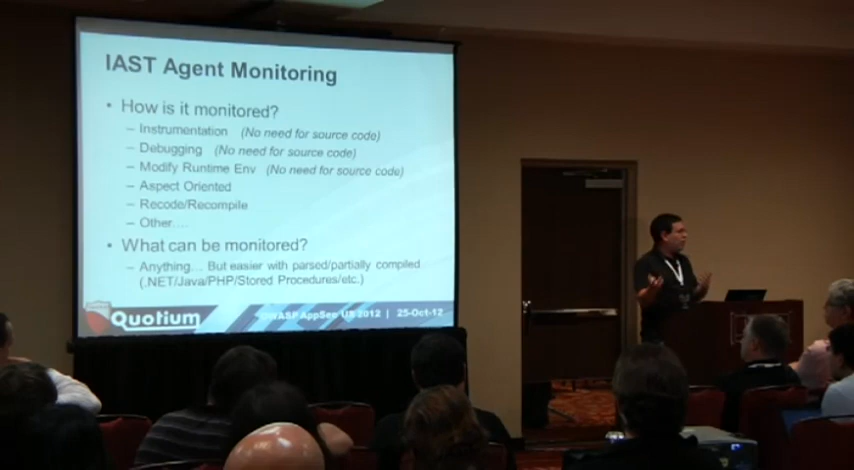 IAST Agent Monitoring
• How is it monitored?
– Instrumentation (No need for source code)
– Debugging (No need for source code)
– Modify Runtime Env (No need for source code)
– Aspect Oriented
– Recode/Recompile
– Other....
• What can be monitored?
– Anything... But easier with parsed/partially compiled
(.NET/Java/PHP/Stored Procedures/etc.)
Quotium
OWASP AppSec US 2012 | 25-Oct-12